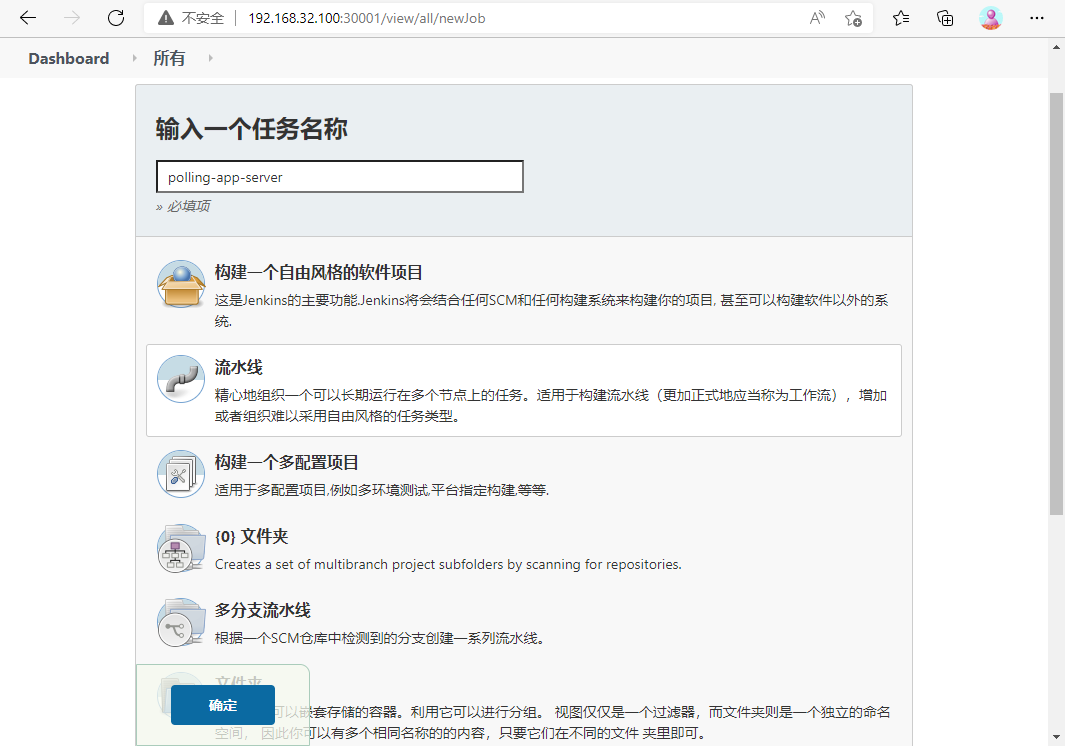 不安全 192.168.32.100:30001/view/all/newJob
Dashboard 所有
输入一个任务名称
polling-app-server
» 必填项
构建一个自由风格的软件项目
这是Jenkins的主要功能.Jenkins将会结合任何SCM和任何构建系统来构建你的项目, 甚至可以构建软件以外的系
统.
流水线
精心地组织一个可以长期运行在多个节点上的任务。适用于构建流水线（更加正式地应当称为工作流），增加
或者组织难以采用自由风格的任务类型。
构建一个多配置项目
适用于多配置项目,例如多环境测试,平台指定构建,等等.
{0} 文件夹
Creates a set of multibranch project subfolders by scanning for repositories.
多分支流水线
根据一个SCM仓库中检测到的分支创建一系列流水线。
文件夹
确定
可以嵌套存储的容器。利用它可以进行分组。 视图仅仅是一个过滤器，而文件夹则是一个独立的命名
空间， 因此你可以有多个相同名称的的内容，只要它们在不同的文件 夹里即可。